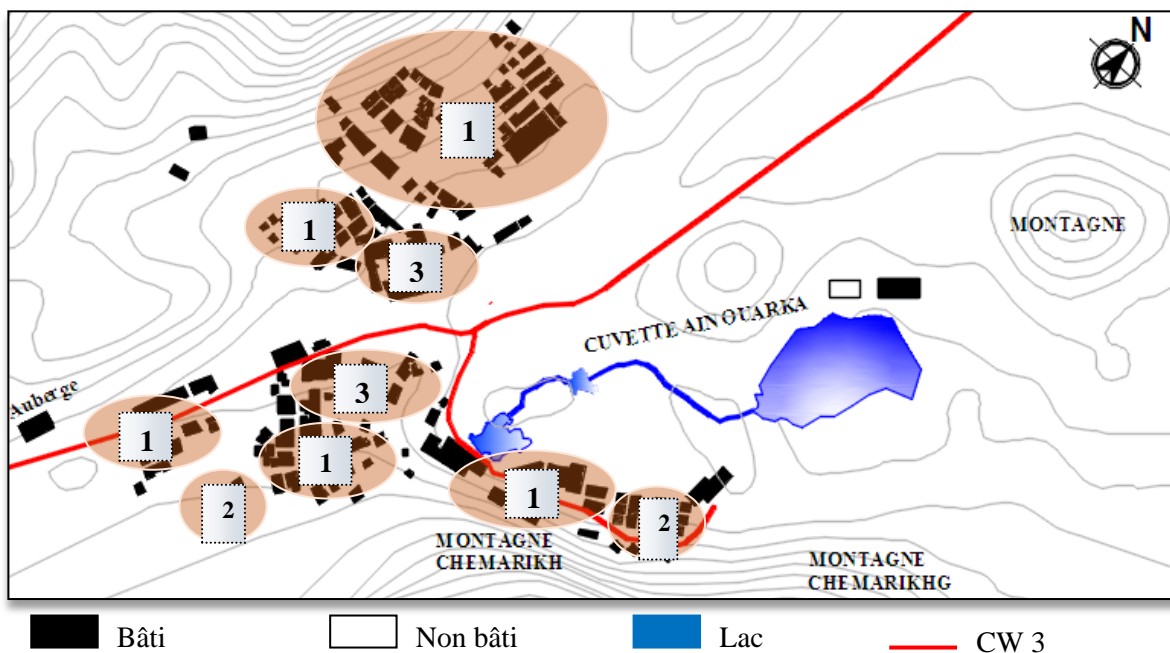 N
1
MONTAGNE
1
3
CUVETTE AIN OUARKA
Auberge
3
1
1
1
2
2
MONTAGNE
CHEMARIKH
MONTAGNE
CHEMARIKHG
Bâti
Non bâti
Lac
CW 3